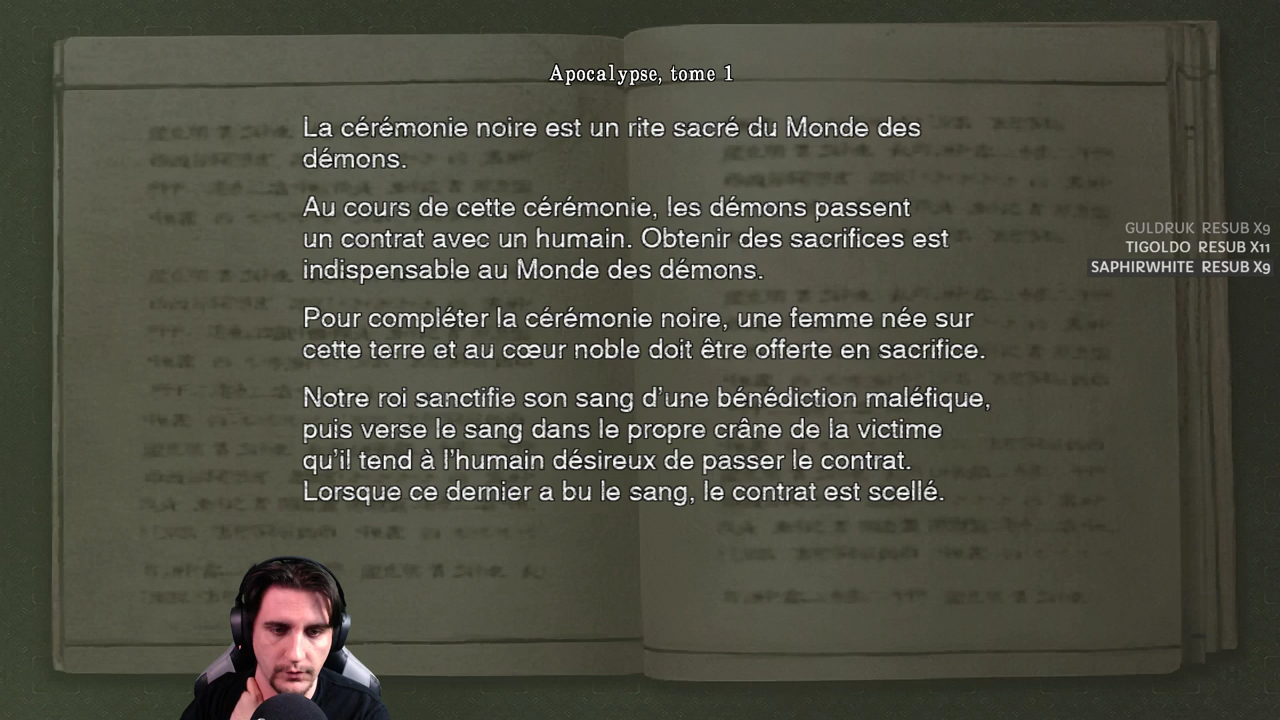 Apocalypse, tome 1
La cérémonie noire est un rite sacré du Monde des
démons.
Au cours de cette cérémonie, les démons passent
un contrat avec un humain. Obtenir des sacrifices est
indispensable au Monde des démons.
Pour compléter la cérémonie noire, une femme née sur
cette terre et au cœur noble doit être offerte en sacrifice.
Notre roi sanctifie son sang d'une bénédiction maléfique,
puis verse le sang dans le propre crâne de la victime
qu'il tend à l'humain désireux de passer le contrat.
Lorsque ce dernier a bu le sang, le contrat est scellé.
GULDRUK RESUB X9
TIGOLDO RESUB X11
SAPHIRWHITE RESUB X9